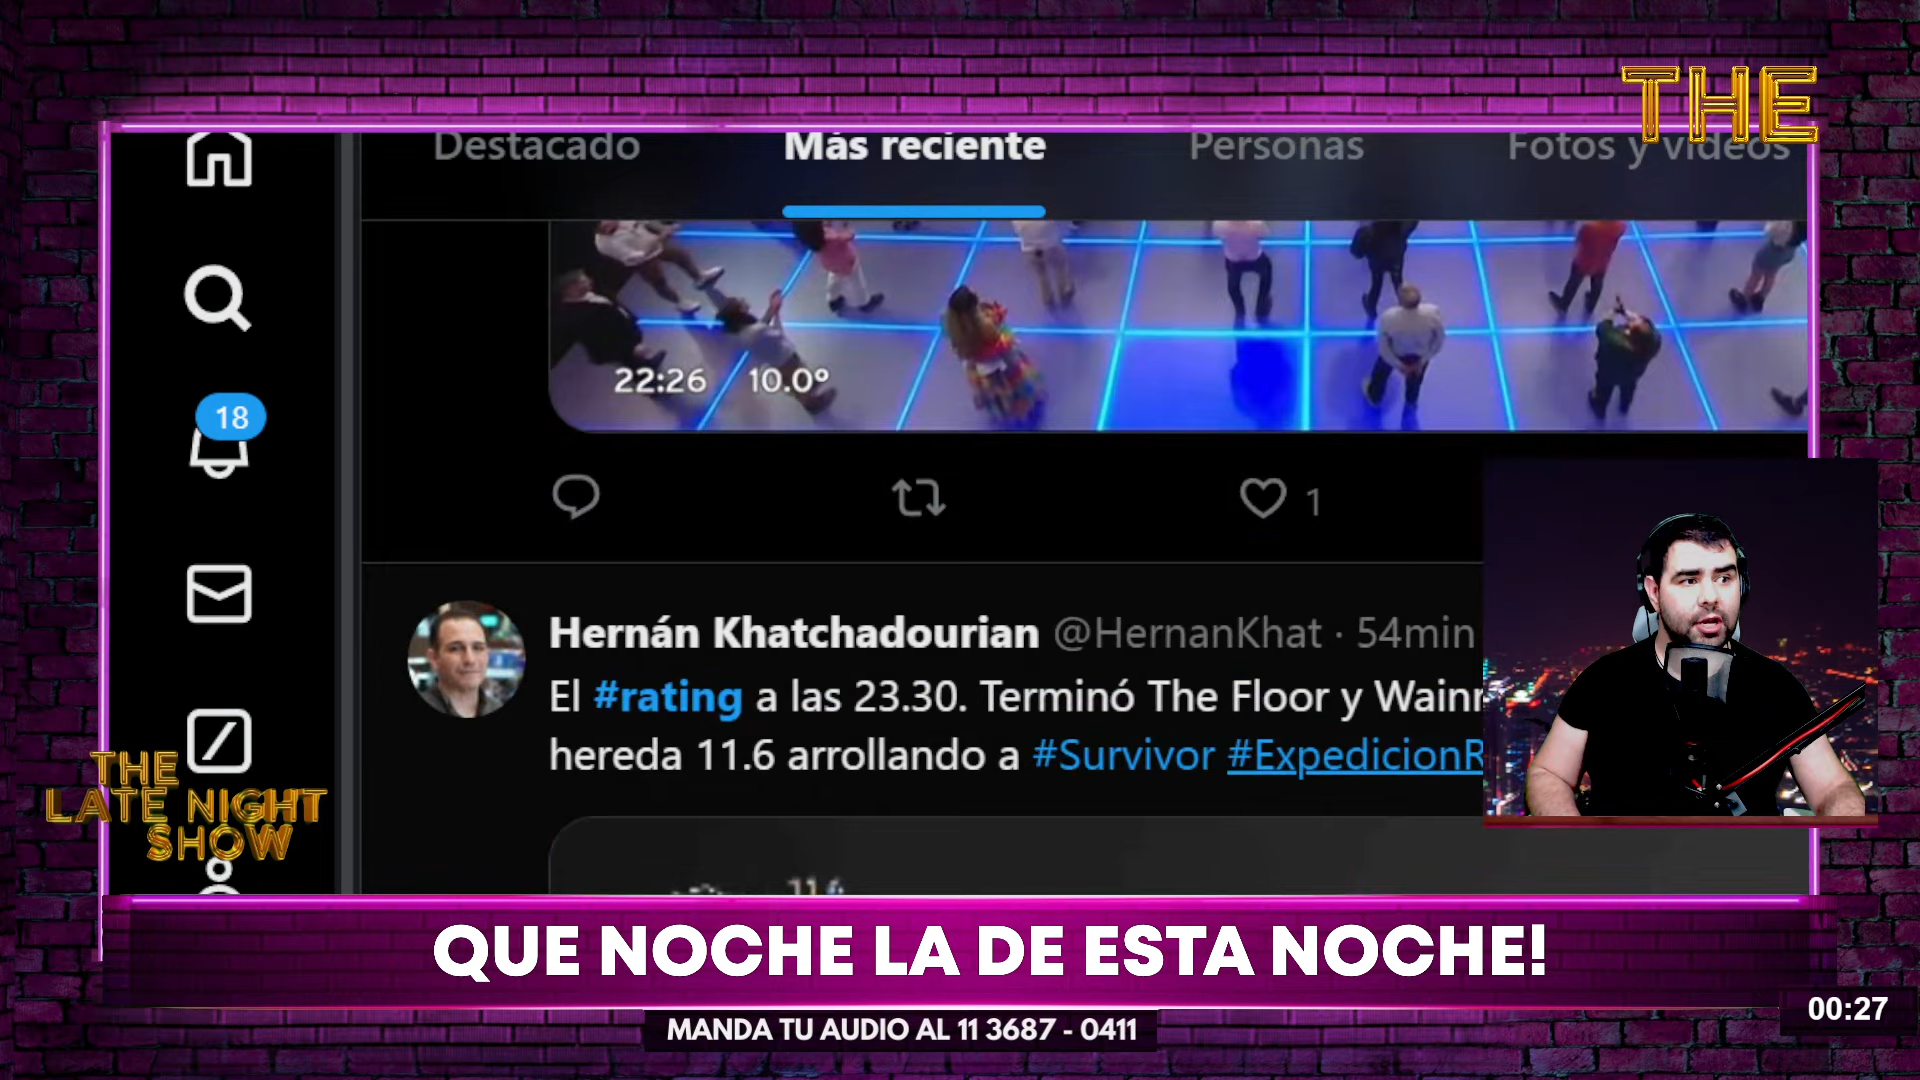 THE
Destacado
Más reciente
Personas
Fotos y videos
22:26 10.0°
18
1
Hernán Khatchadourian @HernanKhat · 54min
El #rating a las 23.30. Terminó The Floor y
hereda 11.6 arrollando a #Survivor
11.6
THE
LATE NIGHT
SHOW
QUE NOCHE LA DE ESTA NOCHE!
00:27
MANDA TU AUDIO AL 11 3687 - 0411